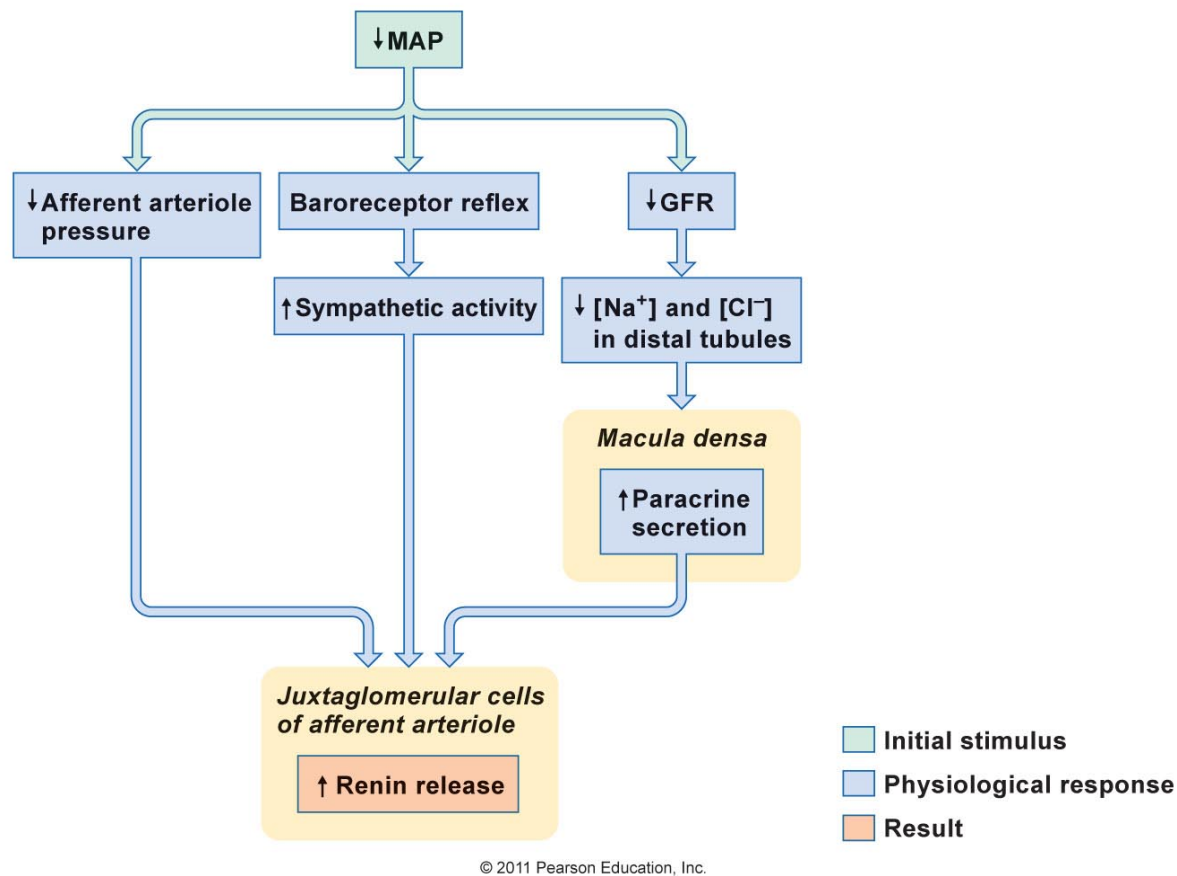 ↓MAP
↓Afferent arteriole
pressure
Baroreceptor reflex
↓GFR
↑Sympathetic activity
↓ [Na⁺] and [Cl⁻]
in distal tubules
Macula densa
↑Paracrine
secretion
Juxtaglomerular cells
of afferent arteriole
↑ Renin release
Initial stimulus
Physiological response
Result
© 2011 Pearson Education, Inc.